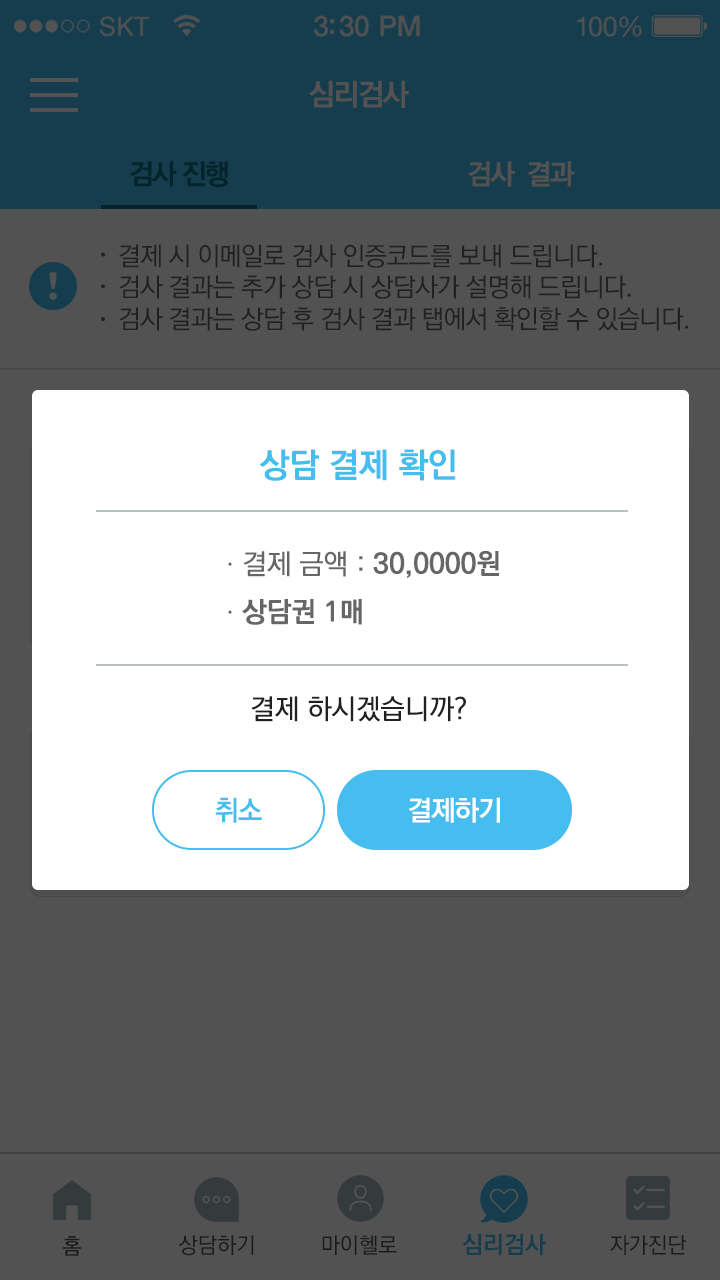 SKT 3:30 PM 100%
심리검사
검사 진행 검사 결과
· 결제 시 이메일로 검사 인증코드를 보내 드립니다.
· 검사 결과는 추가 상담 시 상담사가 설명해 드립니다.
· 검사 결과는 상담 후 검사 결과 탭에서 확인할 수 있습니다.
상담 결제 확인
· 결제 금액 : 30,0000원
· 상담권 1매
결제 하시겠습니까?
취소 결제하기
홈 상담하기 마이헬로 심리검사 자가진단